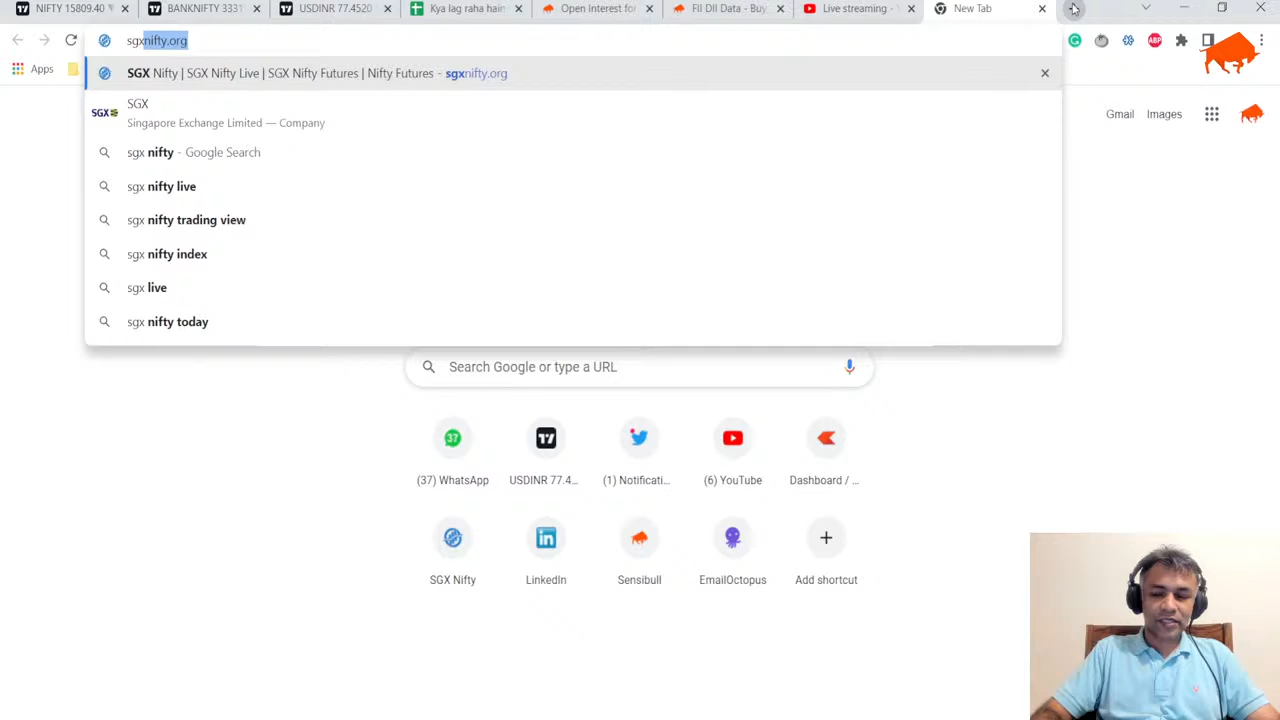 NIFTY 15809.40
BANKNIFTY 3331
USDINR 77.4520
Kya lag raha hain
Open Interest for
FII DII Data - Buy,
Live streaming -
New Tab
sgxnifty.org
Apps
SGX Nifty | SGX Nifty Live | SGX Nifty Futures | Nifty Futures - sgxnifty.org
SGX
SGX
Singapore Exchange Limited — Company
sgx nifty - Google Search
sgx nifty live
sgx nifty trading view
sgx nifty index
sgx live
sgx nifty today
ABP
Gmail
Images
Search Google or type a URL
37
(37) WhatsApp
USDINR 77.4...
(1) Notificati...
(6) YouTube
Dashboard / ...
SGX Nifty
LinkedIn
Sensibull
EmailOctopus
Add shortcut